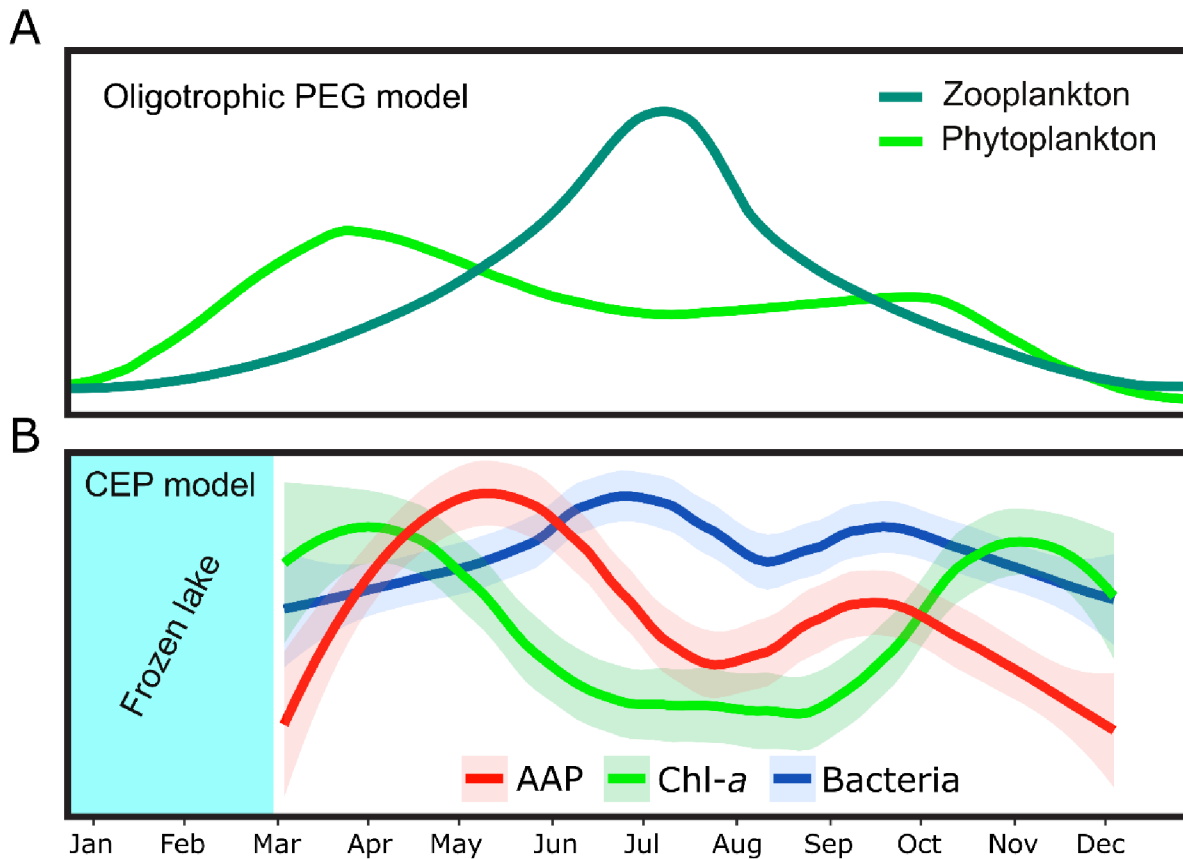 A
Oligotrophic PEG model
Zooplankton
Phytoplankton
B
CEP model
Frozen lake
AAP Chl-a Bacteria
Jan Feb Mar Apr May Jun Jul Aug Sep Oct Nov Dec